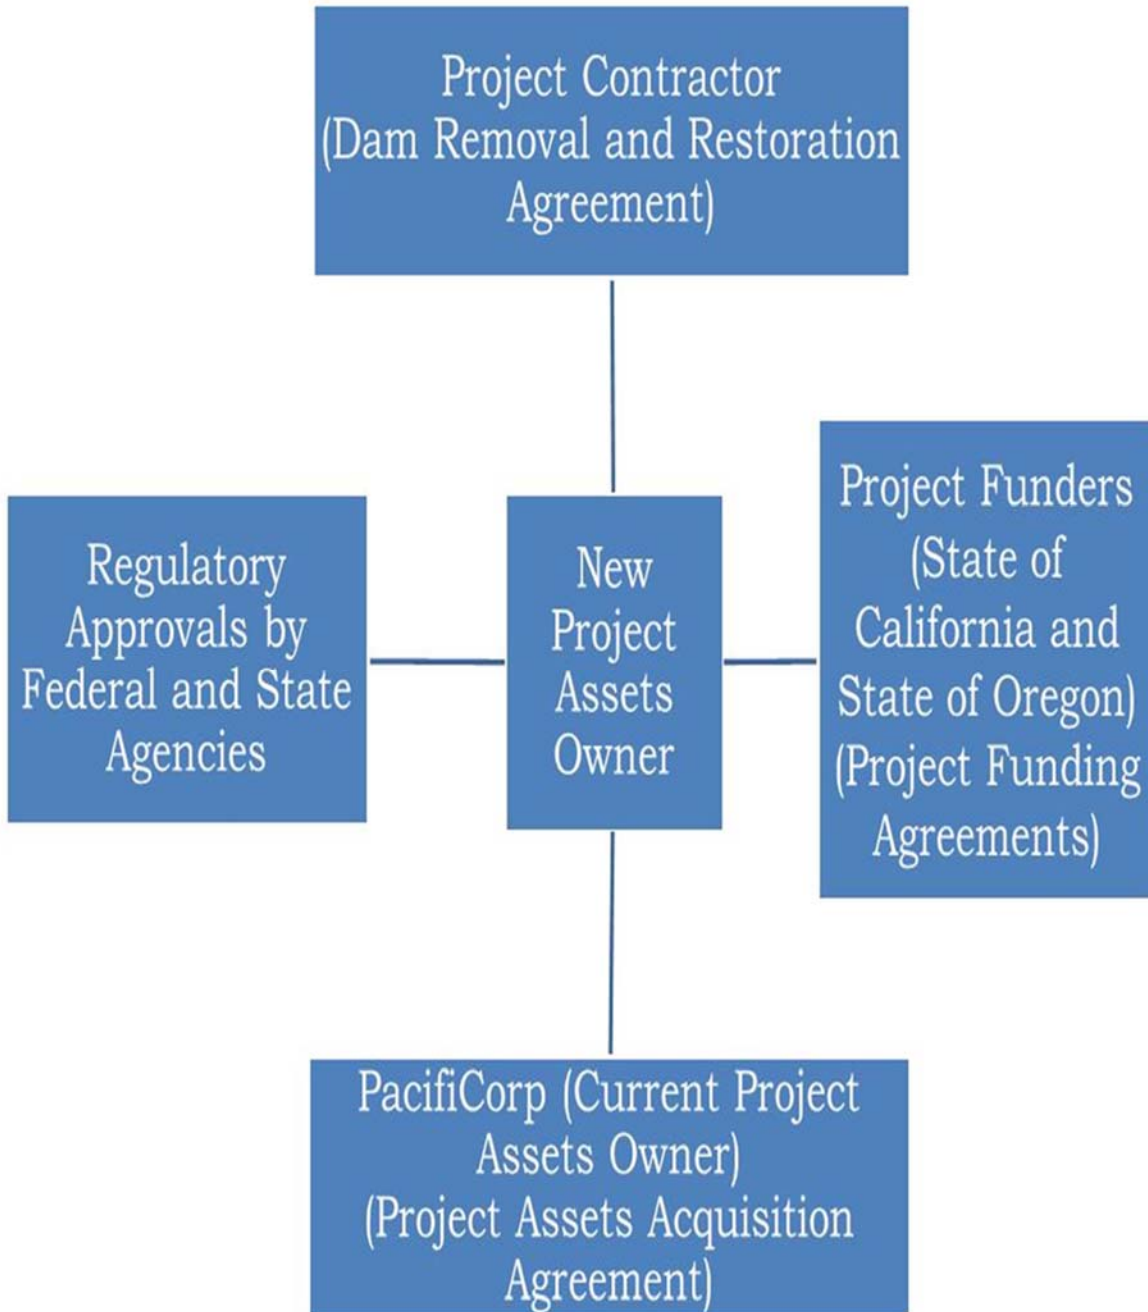 Project Contractor
(Dam Removal and Restoration
Agreement)
Regulatory
Approvals by
Federal and State
Agencies
New
Project
Assets
Owner
Project Funders
(State of
California and
State of Oregon)
(Project Funding
Agreements)
PacifiCorp (Current Project
Assets Owner)
(Project Assets Acquisition
Agreement)